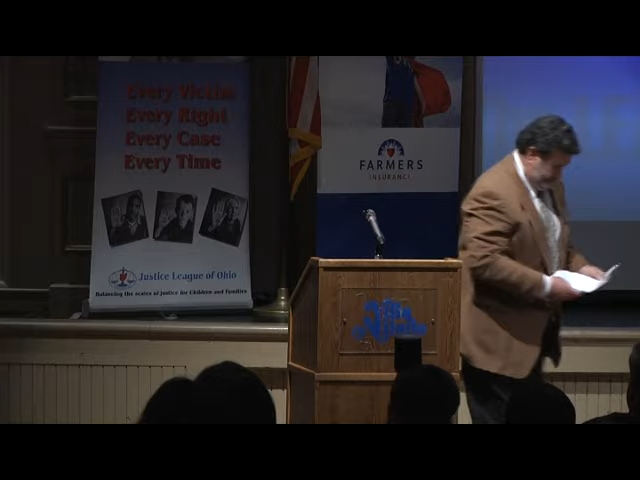 Every Victim
Every Right
Every Case
Every Time
Justice League of Ohio
Balancing the scales of justice for Children and Families
FARMERS
INSURANCE